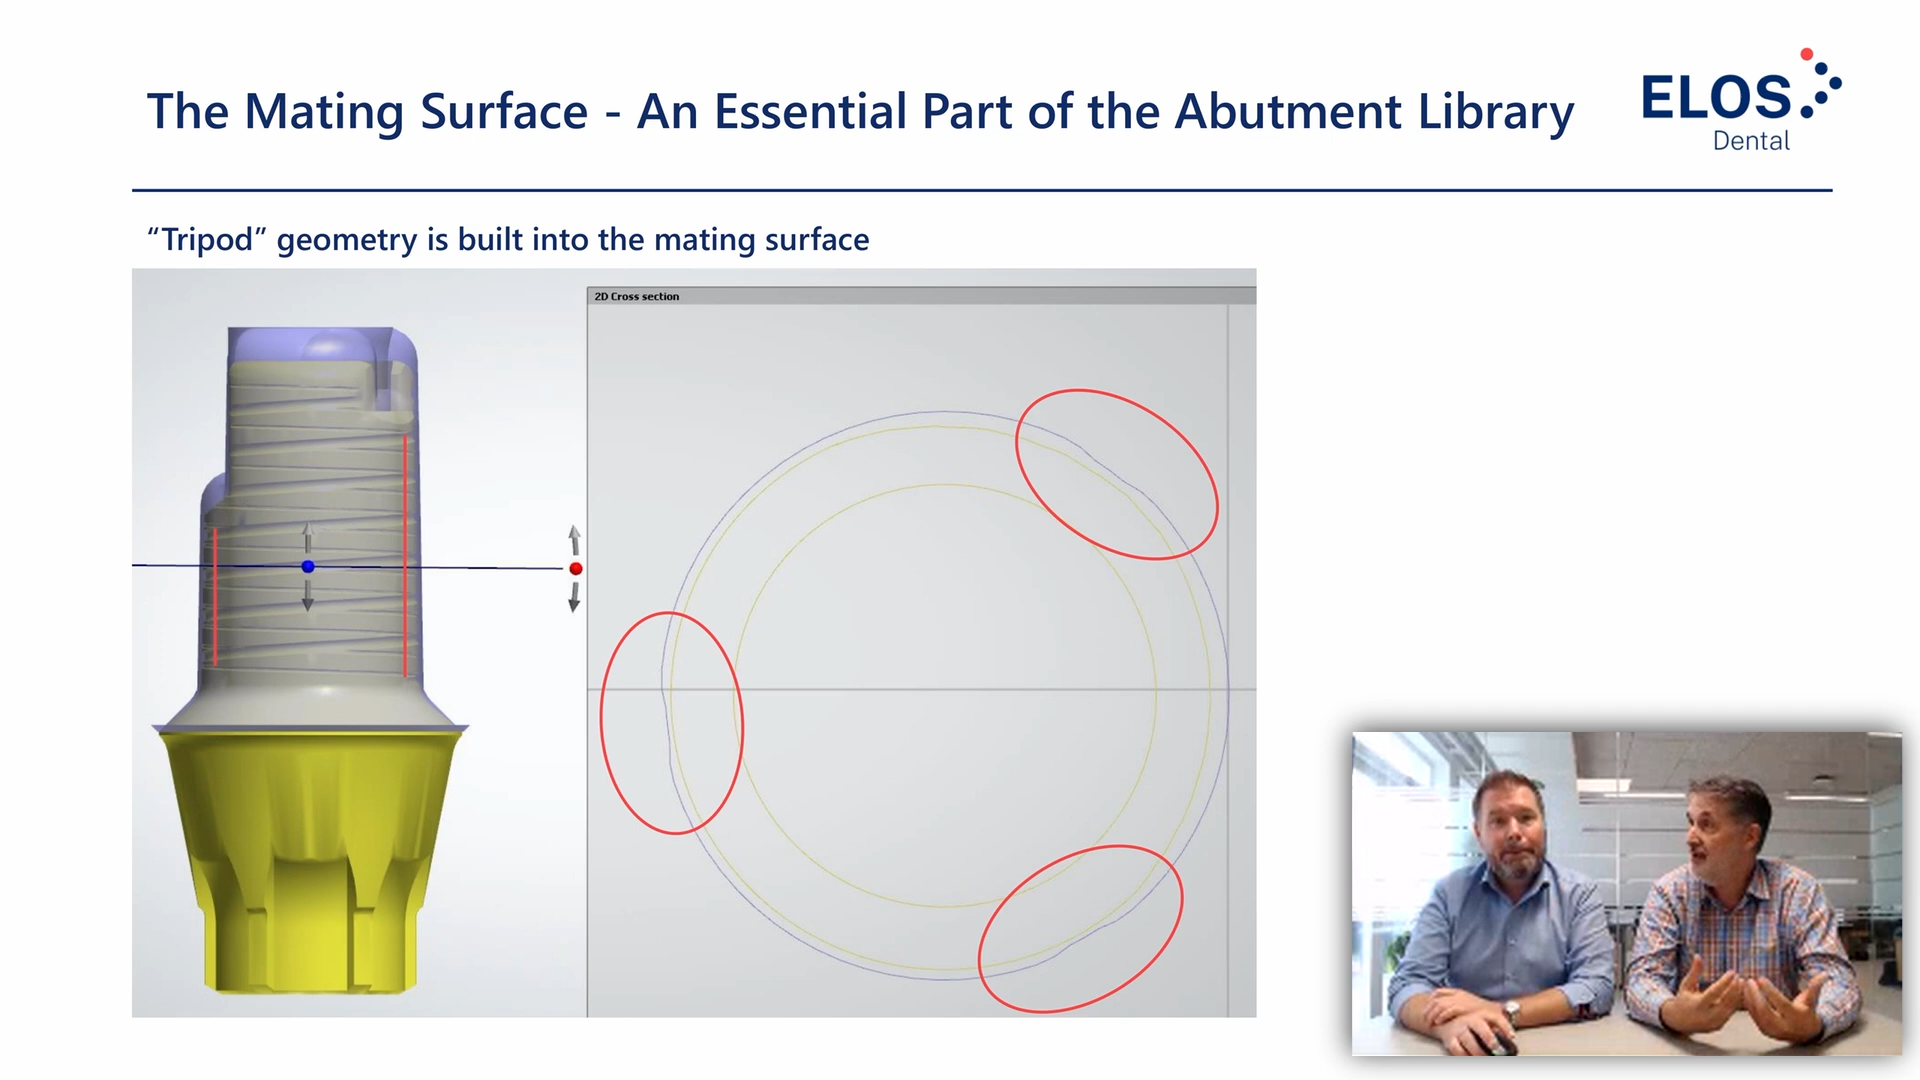 The Mating Surface - An Essential Part of the Abutment Library
ELOS
Dental
“Tripod” geometry is built into the mating surface
2D Cross section